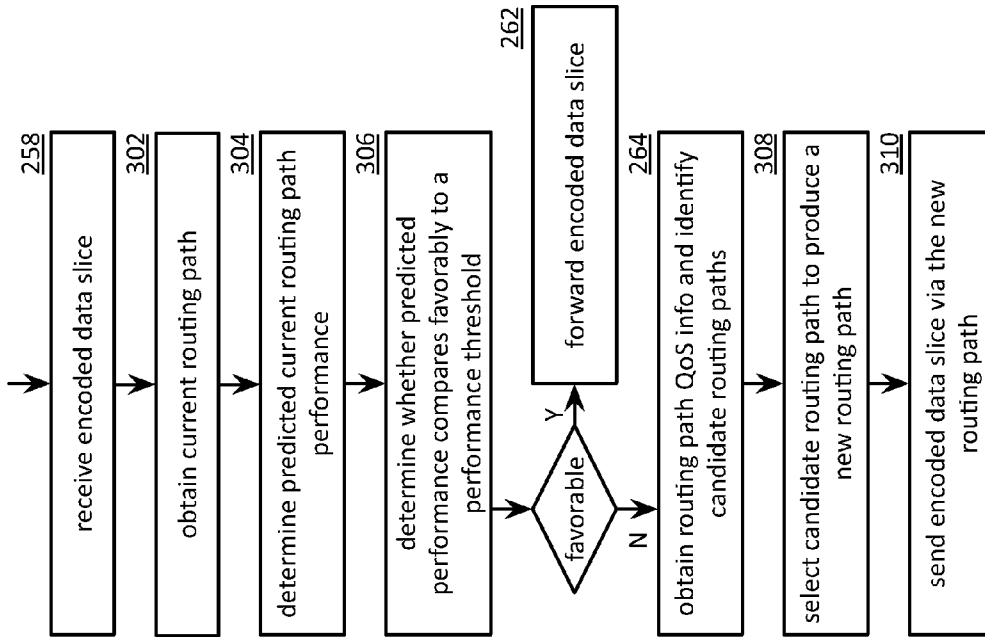 258
receive encoded data slice
302
obtain current routing path
304
determine predicted current routing path
performance
306
determine whether predicted
performance compares favorably to a
performance threshold
favorable
Y
262
forward encoded data slice
N
264
obtain routing path QoS info and identify
candidate routing paths
308
select candidate routing path to produce a
new routing path
310
send encoded data slice via the new
routing path